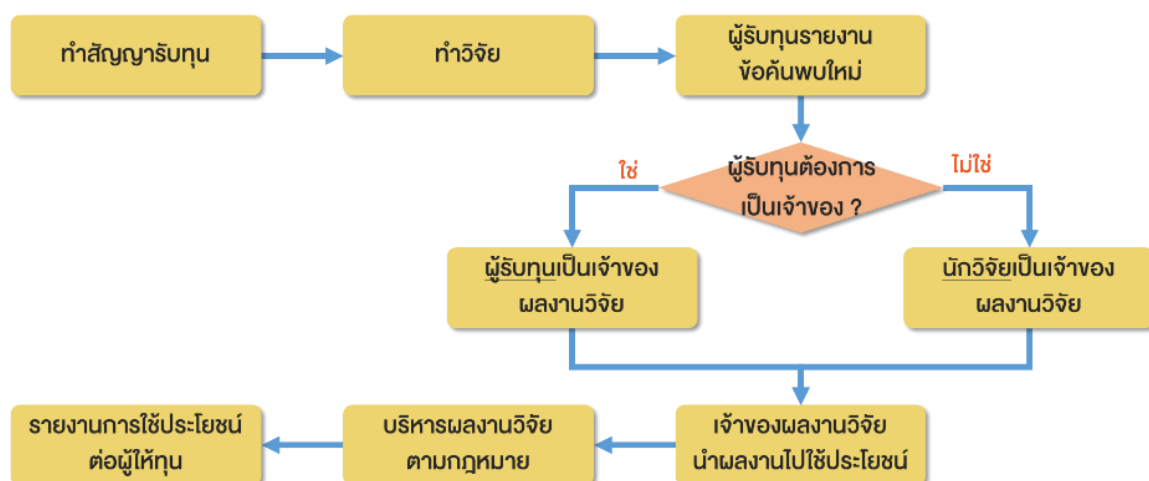 ทำสัญญารับทุน
ทำวิจัย
ผู้รับทุนรายงาน
ข้อค้นพบใหม่
ใช่
ผู้รับทุนต้องการ
เป็นเจ้าของ ?
ไม่ใช่
ผู้รับทุนเป็นเจ้าของ
ผลงานวิจัย
นักวิจัยเป็นเจ้าของ
ผลงานวิจัย
รายงานการใช้ประโยชน์
ต่อผู้ให้ทุน
บริหารผลงานวิจัย
ตามกฎหมาย
เจ้าของผลงานวิจัย
นำผลงานไปใช้ประโยชน์